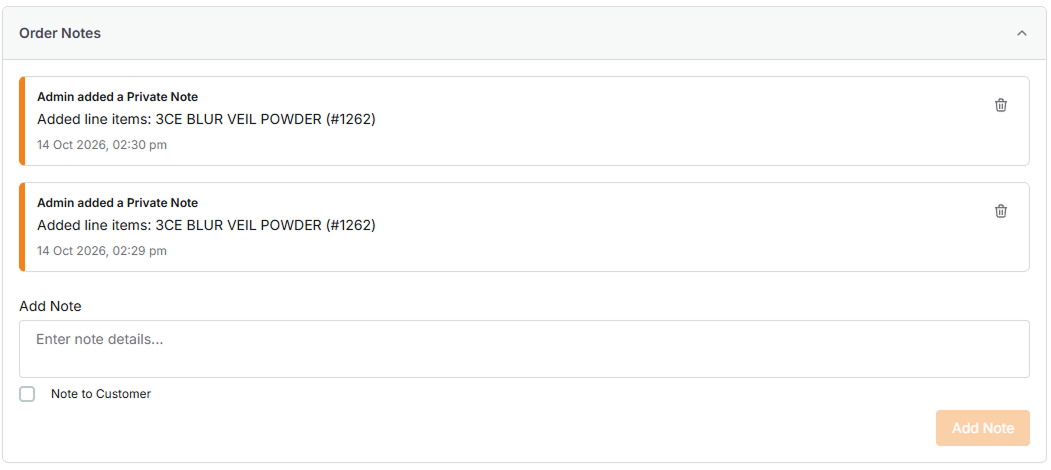 Order Notes
Admin added a Private Note
Added line items: 3CE BLUR VEIL POWDER (#1262)
14 Oct 2026, 02:30 pm
Admin added a Private Note
Added line items: 3CE BLUR VEIL POWDER (#1262)
14 Oct 2026, 02:29 pm
Add Note
Enter note details...
Note to Customer
Add Note